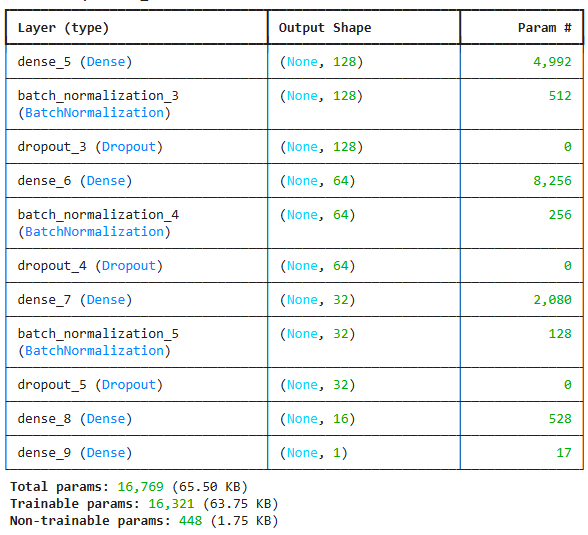 Layer (type) Output Shape Param #
dense_5 (Dense) (None, 128) 4,992
batch_normalization_3 (None, 128) 512
(BatchNormalization)
dropout_3 (Dropout) (None, 128) 0
dense_6 (Dense) (None, 64) 8,256
batch_normalization_4 (None, 64) 256
(BatchNormalization)
dropout_4 (Dropout) (None, 64) 0
dense_7 (Dense) (None, 32) 2,080
batch_normalization_5 (None, 32) 128
(BatchNormalization)
dropout_5 (Dropout) (None, 32) 0
dense_8 (Dense) (None, 16) 528
dense_9 (Dense) (None, 1) 17
Total params: 16,769 (65.50 KB)
Trainable params: 16,321 (63.75 KB)
Non-trainable params: 448 (1.75 KB)